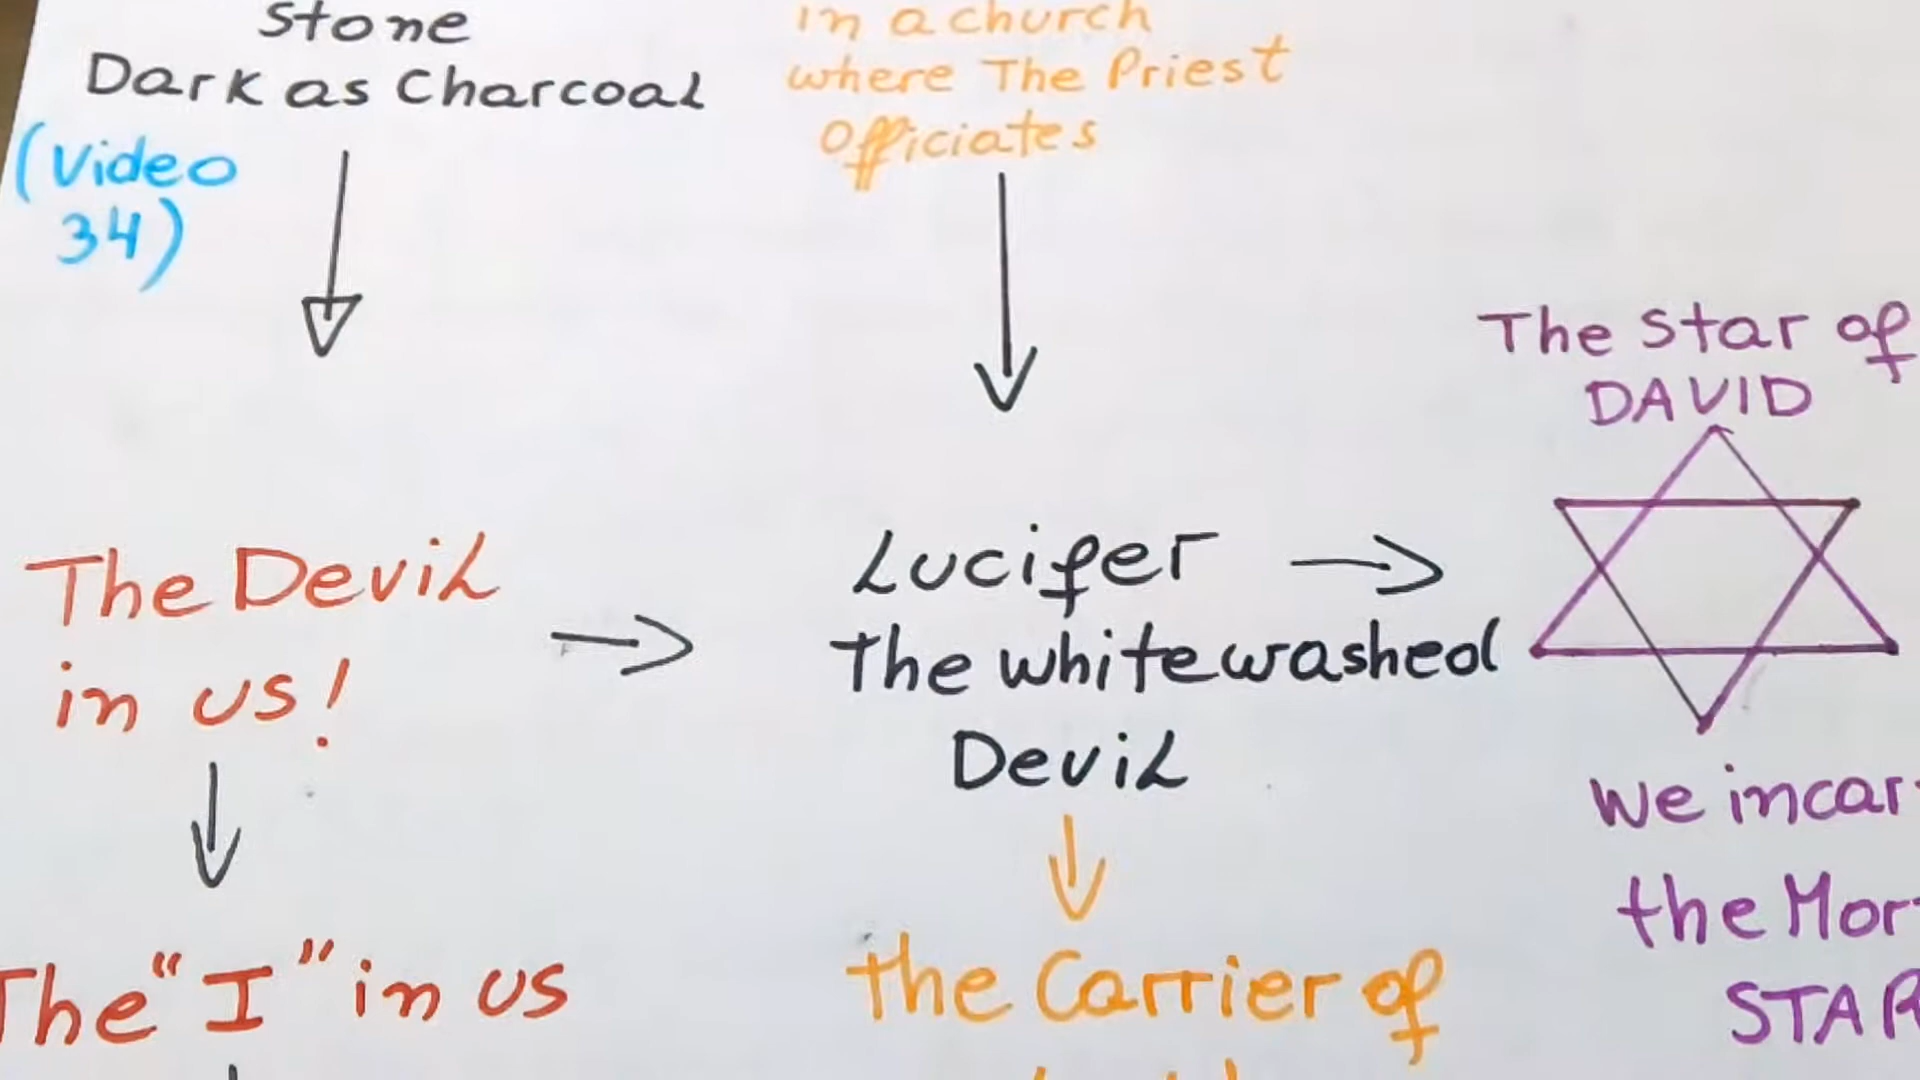 Stone
Dark as Charcoal
(Video
34)
in a church
where The Priest
Officiates
The Star of
DAVID
The Devil
in us!
Lucifer
The whitewashed
Devil
The "I" in us
the Carrier of
we incar
the Mor
STAR